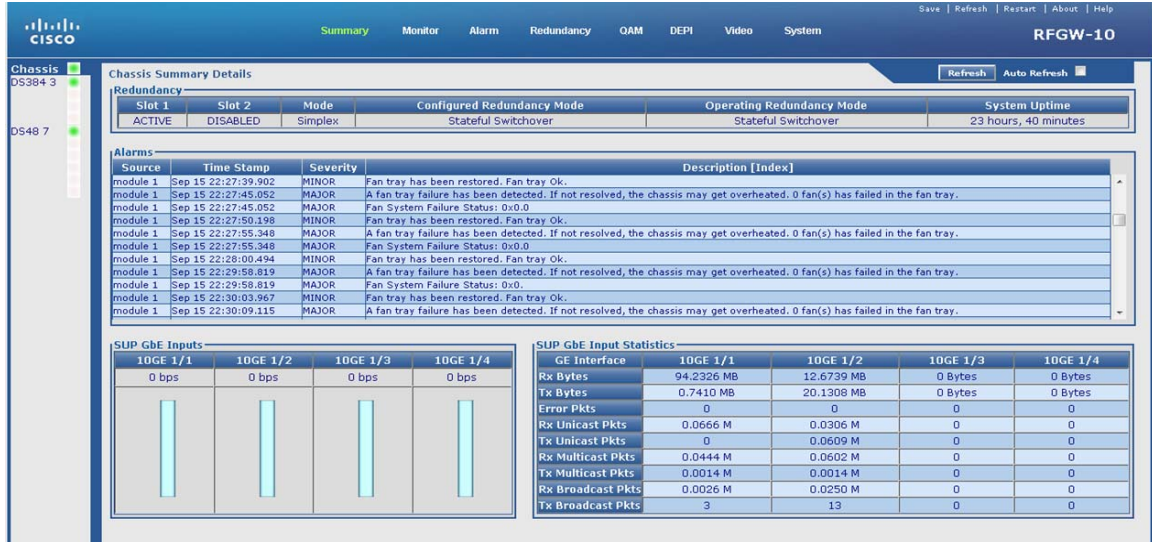 Save | Refresh | Restart | About | Help
CISCO
Summary Monitor Alarm Redundancy QAM DEPI Video System
RFGW-10
Chassis
DS384 3
DS48 7
Chassis Summary Details
Refresh Auto Refresh
Redundancy
Slot 1 Slot 2 Mode Configured Redundancy Mode Operating Redundancy Mode System Uptime
ACTIVE DISABLED Simplex Stateful Switchover Stateful Switchover 23 hours, 40 minutes
Alarms
Source Time Stamp Severity Description [Index]
module 1 Sep 15 22:27:39.902 MINOR Fan tray has been restored. Fan tray Ok.
module 1 Sep 15 22:27:45.052 MAJOR A fan tray failure has been detected. If not resolved, the chassis may get overheated. 0 fan(s) has failed in the fan tray.
module 1 Sep 15 22:27:45.052 MAJOR Fan System Failure Status: 0x0.0
module 1 Sep 15 22:27:50.198 MINOR Fan tray has been restored. Fan tray Ok.
module 1 Sep 15 22:27:55.348 MAJOR A fan tray failure has been detected. If not resolved, the chassis may get overheated. 0 fan(s) has failed in the fan tray.
module 1 Sep 15 22:27:55.348 MAJOR Fan System Failure Status: 0x0.0
module 1 Sep 15 22:28:00.494 MINOR Fan tray has been restored. Fan tray Ok.
module 1 Sep 15 22:29:58.819 MAJOR A fan tray failure has been detected. If not resolved, the chassis may get overheated. 0 fan(s) has failed in the fan tray.
module 1 Sep 15 22:29:58.819 MAJOR Fan System Failure Status: 0x0.
module 1 Sep 15 22:30:03.967 MINOR Fan tray has been restored. Fan tray Ok.
module 1 Sep 15 22:30:09.115 MAJOR A fan tray failure has been detected. If not resolved, the chassis may get overheated. 0 fan(s) has failed in the fan tray.
SUP GbE Inputs
10GE 1/1 10GE 1/2 10GE 1/3 10GE 1/4
0 bps 0 bps 0 bps 0 bps
SUP GbE Input Statistics
GE Interface 10GE 1/1 10GE 1/2 10GE 1/3 10GE 1/4
Rx Bytes 94.2326 MB 12.6739 MB 0 Bytes 0 Bytes
Tx Bytes 0.7410 MB 20.1308 MB 0 Bytes 0 Bytes
Error Pkts 0 0 0 0
Rx Unicast Pkts 0.0666 M 0.0306 M 0 0
Tx Unicast Pkts 0 0.0609 M 0 0
Rx Multicast Pkts 0.0444 M 0.0602 M 0 0
Tx Multicast Pkts 0.0014 M 0.0014 M 0 0
Rx Broadcast Pkts 0.0026 M 0.0250 M 0 0
Tx Broadcast Pkts 3 13 0 0